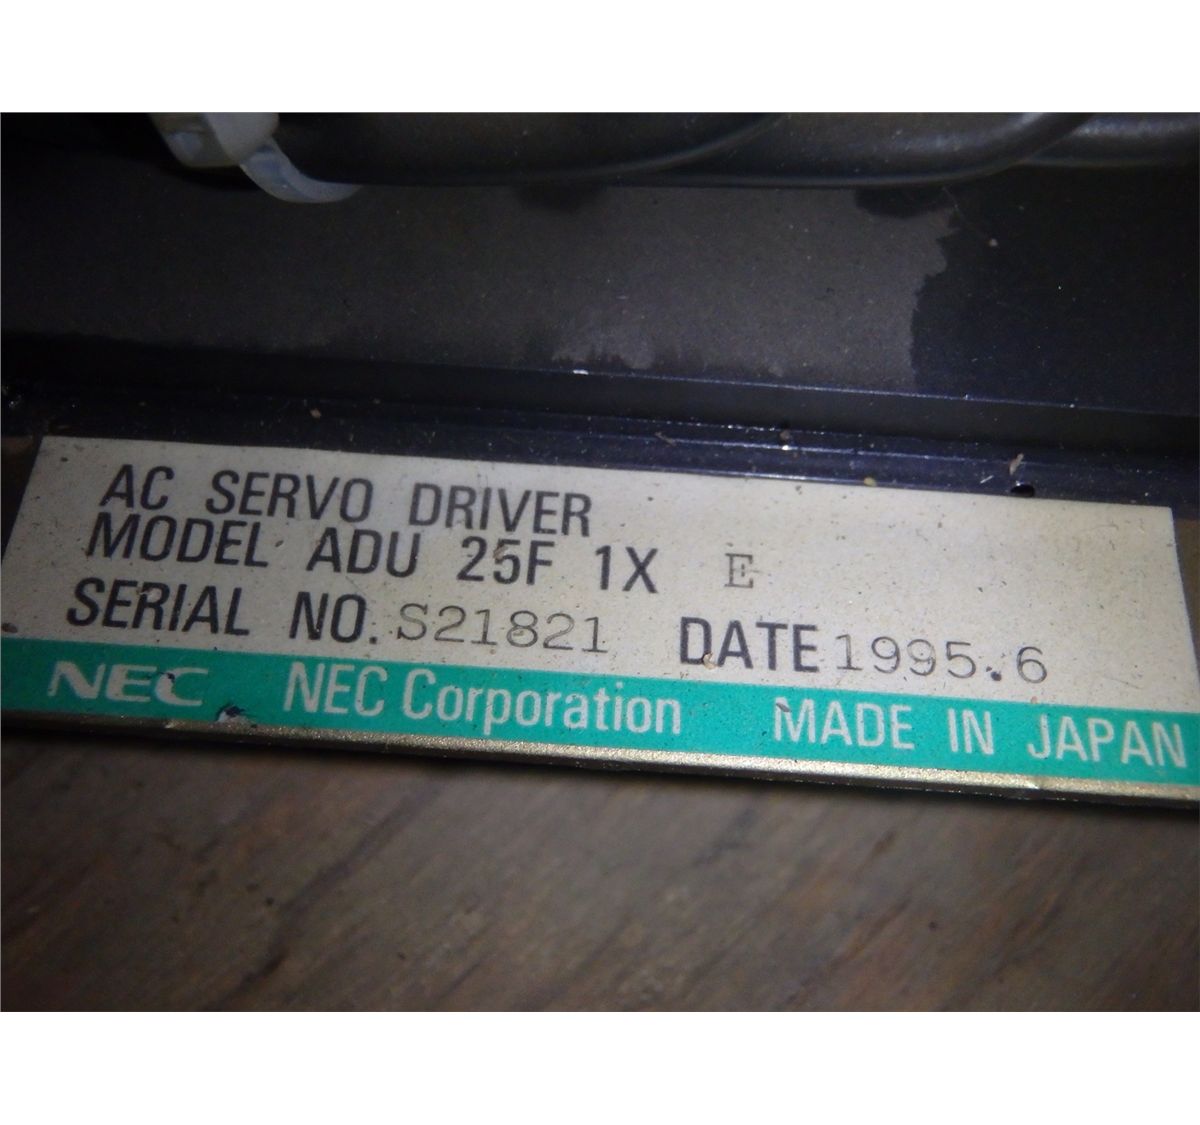 AC SERVO DRIVER
MODEL ADU 25F 1X E
SERIAL NO. S21821 DATE 1995.6
NEC NEC Corporation MADE IN JAPAN